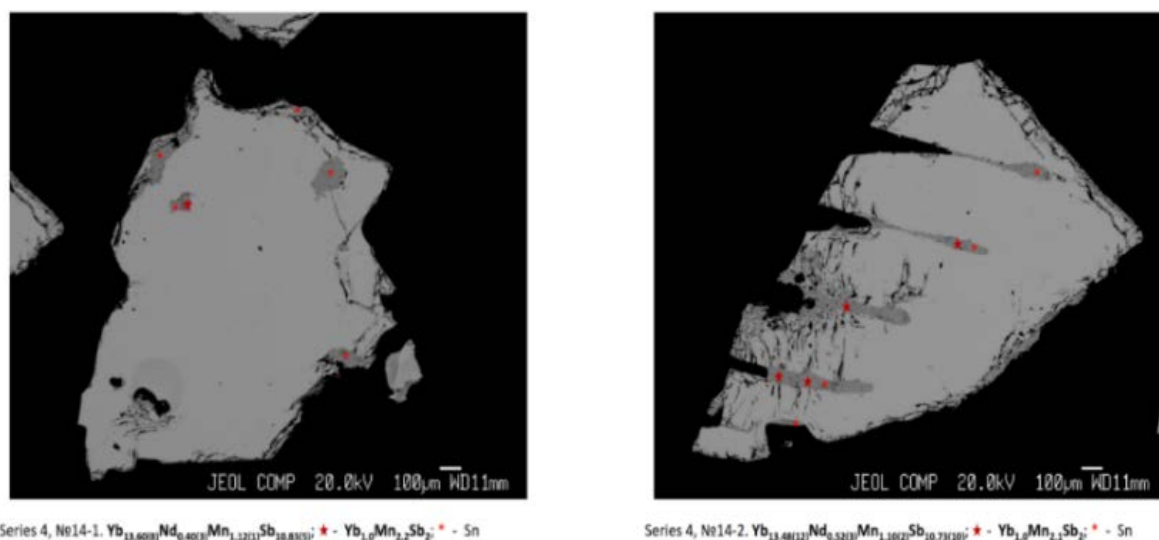 JEOL COMP 20.0kV 100μm WD11mm
JEOL COMP 20.0kV 100μm WD11mm
Series 4, №14-1. Yb13.60(8)Nd0.40(3)Mn1.12(1)Sb10.83(5); ★ - Yb1.0Mn2.2Sb2; * - Sn
Series 4, №14-2. Yb13.48(12)Nd0.52(3)Mn1.10(2)Sb10.73(10); ★ - Yb1.0Mn2.1Sb2; * - Sn